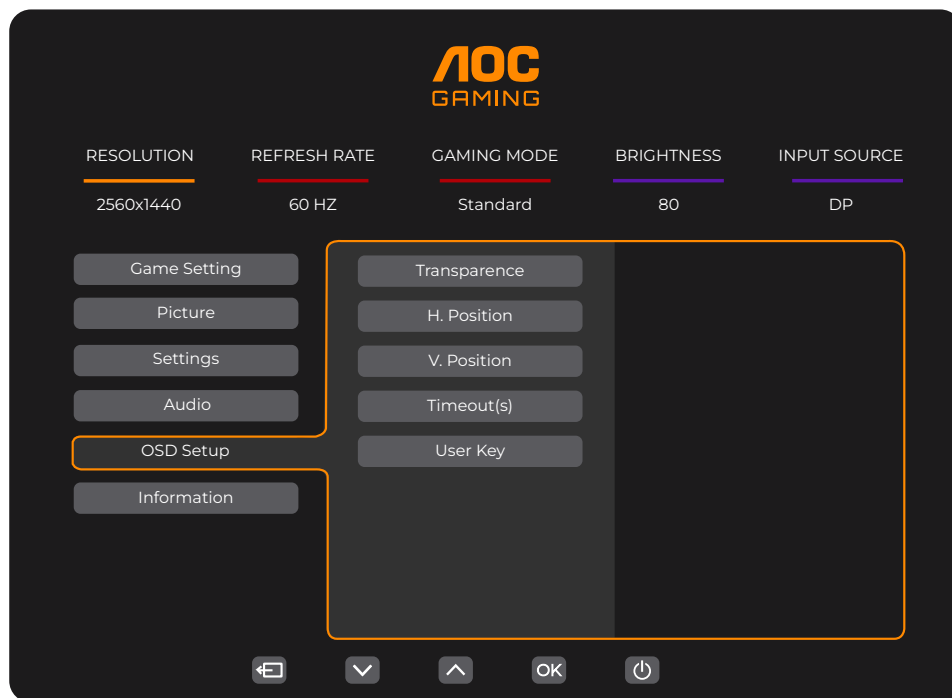 AOC
GAMING
RESOLUTION REFRESH RATE GAMING MODE BRIGHTNESS INPUT SOURCE
2560x1440 60 HZ Standard 80 DP
Game Setting
Picture
Settings
Audio
OSD Setup
Information
Transparence
H. Position
V. Position
Timeout(s)
User Key
OK